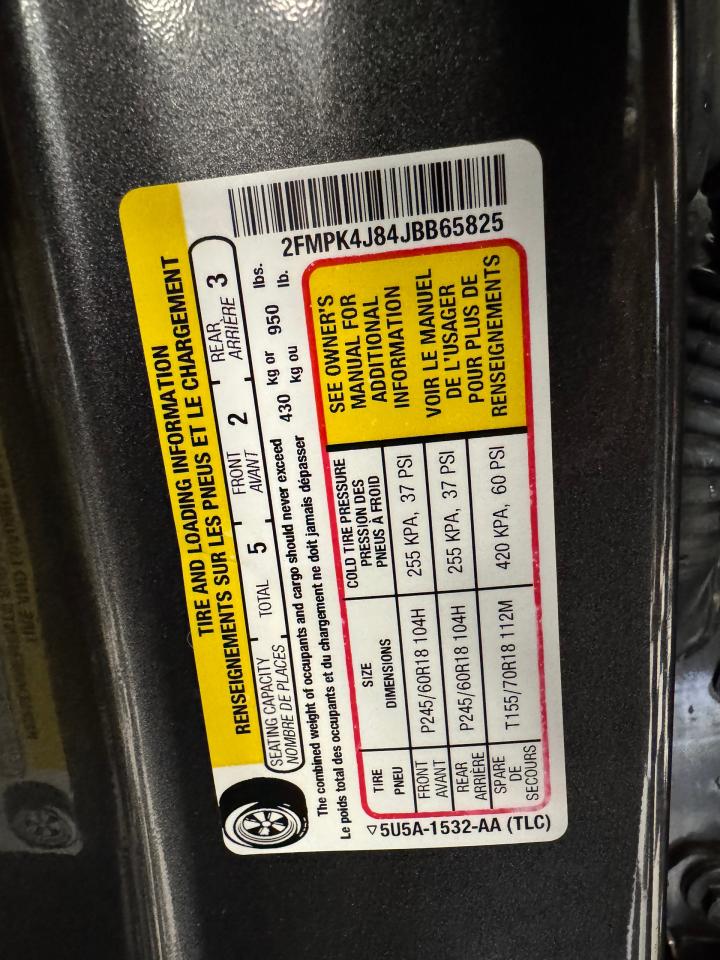 TIRE AND LOADING INFORMATION
RENSEIGNEMENTS SUR LES PNEUS ET LE CHARGEMENT
SEATING CAPACITY
NOMBRE DE PLACES
TOTAL 5
FRONT
AVANT
2
REAR
ARRIÈRE
3
The combined weight of occupants and cargo should never exceed 430 kg or 950 lbs.
Le poids total des occupants et du chargement ne doit jamais dépasser kg ou lb.
2FMPK4J84JBB65825
TIRE
PNEU
SIZE
DIMENSIONS
COLD TIRE PRESSURE
PRESSION DES
PNEUS À FROID
FRONT
AVANT
P245/60R18 104H
255 KPA, 37 PSI
REAR
ARRIÈRE
P245/60R18 104H
255 KPA, 37 PSI
SPARE
DE
SECOURS
T155/70R18 112M
420 KPA, 60 PSI
SEE OWNER'S
MANUAL FOR
ADDITIONAL
INFORMATION
VOIR LE MANUEL
DE L'USAGER
POUR PLUS DE
RENSEIGNEMENTS
5U5A-1532-AA (TLC)